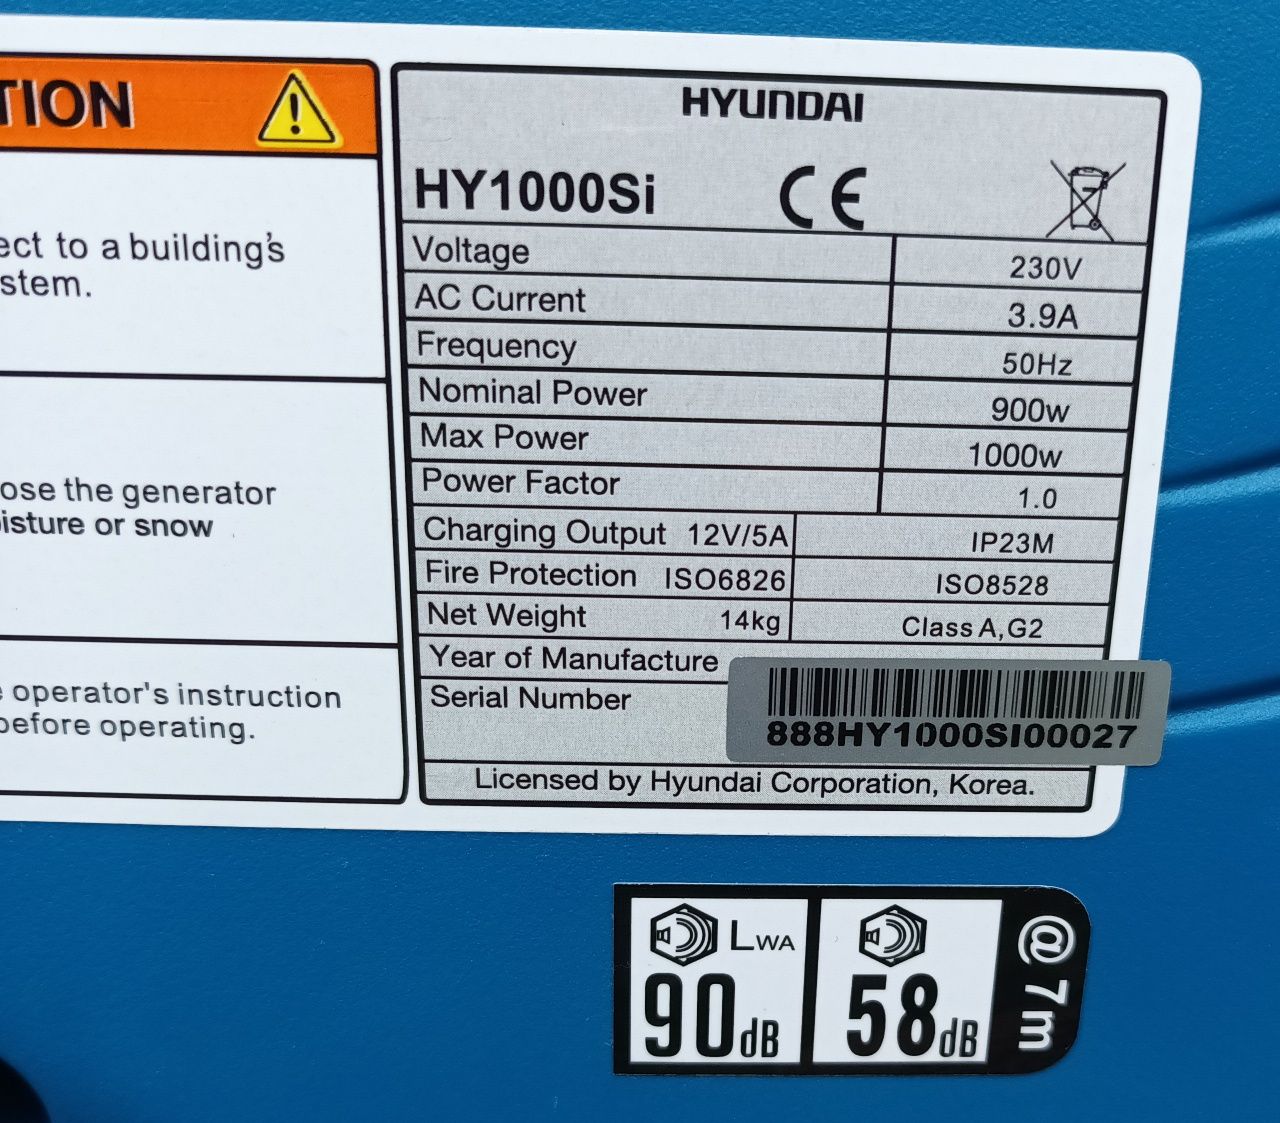 TION
ect to a building's
stem.
ose the generator
isture or snow
operator's instruction
before operating.
HYUNDAI
HY1000Si CE
Voltage 230V
AC Current 3.9A
Frequency 50Hz
Nominal Power 900w
Max Power 1000w
Power Factor 1.0
Charging Output 12V/5A IP23M
Fire Protection ISO6826 ISO8528
Net Weight 14kg Class A,G2
Year of Manufacture
Serial Number
888HY1000SI00027
Licensed by Hyundai Corporation, Korea.
LWA
90dB
58dB
@ 7m